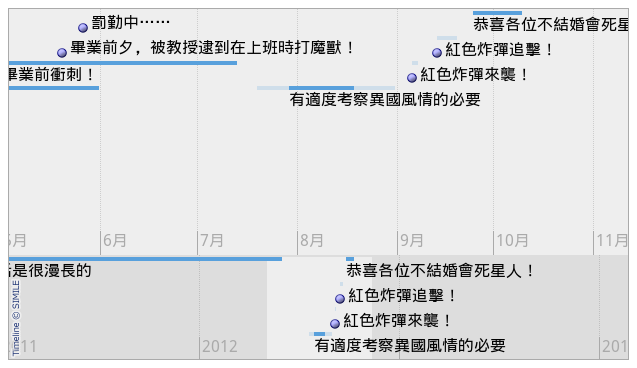 罰勤中……
恭喜各位不結婚會死星
畢業前夕，被教授逮到在上班時打魔獸！
紅色炸彈追擊！
畢業前衝刺！
紅色炸彈來襲！
有適度考察異國風情的必要
5月 6月 7月 8月 9月 10月 11月
是很漫長的
恭喜各位不結婚會死星人！
紅色炸彈追擊！
紅色炸彈來襲！
有適度考察異國風情的必要
2012
Timeline © SIMILE